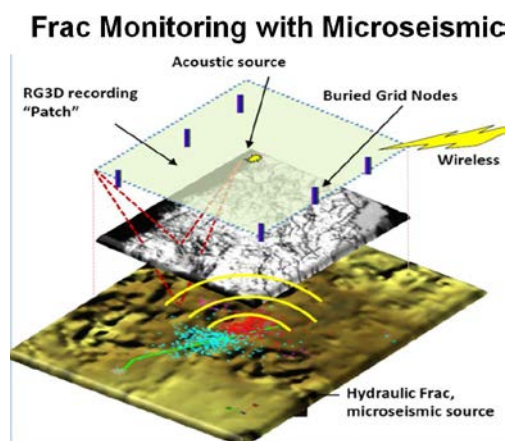 Frac Monitoring with Microseismic
Acoustic source
RG3D recording
"Patch"
Buried Grid Nodes
Wireless
Hydraulic Frac,
microseismic source